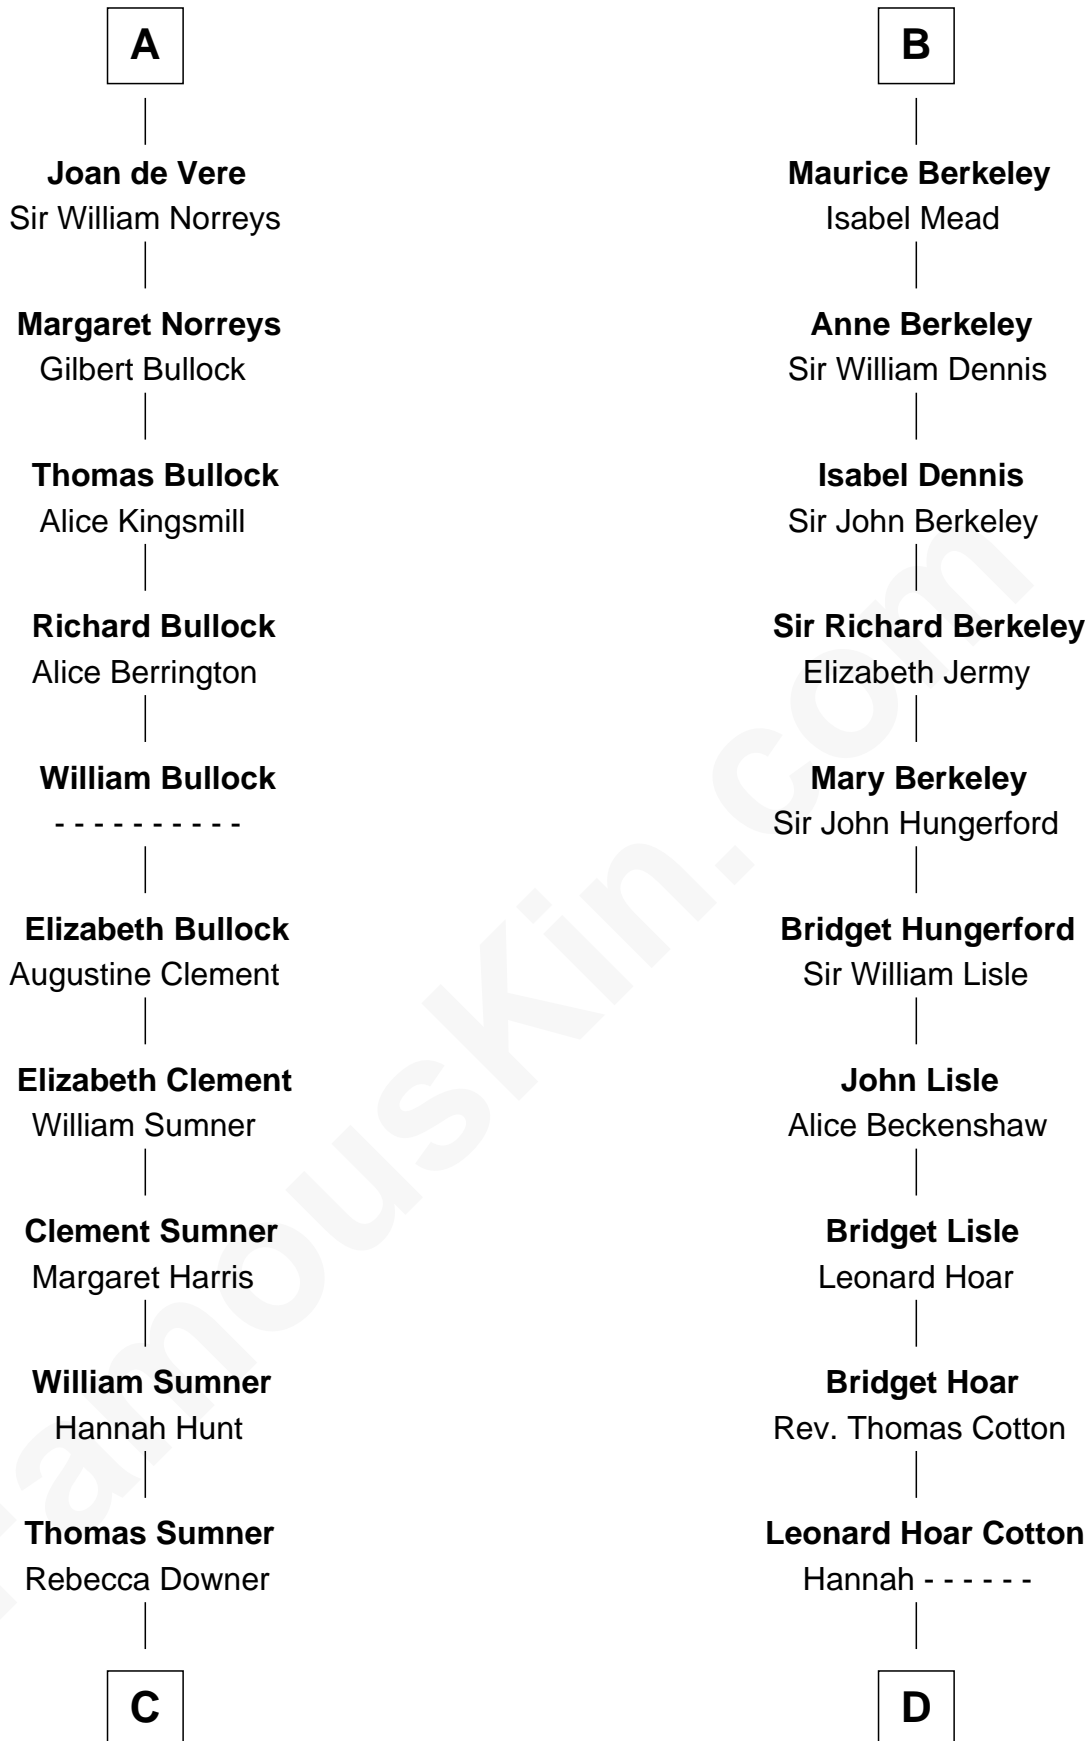 A
Joan de Vere
Sir William Norreys
Margaret Norreys
Gilbert Bullock
Thomas Bullock
Alice Kingsmill
Richard Bullock
Alice Berrington
William Bullock
- - - - - - - - - -
Elizabeth Bullock
Augustine Clement
Elizabeth Clement
William Sumner
Clement Sumner
Margaret Harris
William Sumner
Hannah Hunt
Thomas Sumner
Rebecca Downer
C
B
Maurice Berkeley
Isabel Mead
Anne Berkeley
Sir William Dennis
Isabel Dennis
Sir John Berkeley
Sir Richard Berkeley
Elizabeth Jermy
Mary Berkeley
Sir John Hungerford
Bridget Hungerford
Sir William Lisle
John Lisle
Alice Beckenshaw
Bridget Lisle
Leonard Hoar
Bridget Hoar
Rev. Thomas Cotton
Leonard Hoar Cotton
Hannah - - - - - -
D
FamousKin.com